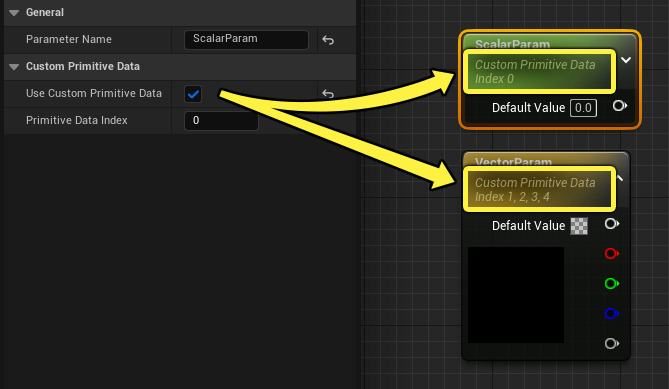 General
Parameter Name
ScalarParam
Custom Primitive Data
Use Custom Primitive Data
Primitive Data Index
0
ScalarParam
Custom Primitive Data
Index 0
Default Value
0.0
VectorParam
Custom Primitive Data
Index 1, 2, 3, 4
Default Value